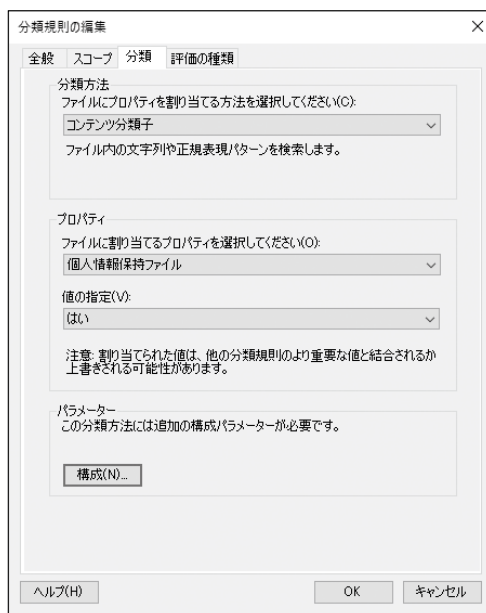 分類規則の編集
全般 スコープ 分類 評価の種類
分類方法
ファイルにプロパティを割り当てる方法を選択してください(C):
コンテンツ分類子
ファイル内の文字列や正規表現パターンを検索します。
プロパティ
ファイルに割り当てるプロパティを選択してください(O):
個人情報保持ファイル
値の指定(V):
はい
注意: 割り当てられた値は、他の分類規則のより重要な値と結合されるか
上書きされる可能性があります。
パラメーター
この分類方法には追加の構成パラメーターが必要です。
構成(N)...
ヘルプ(H) OK キャンセル